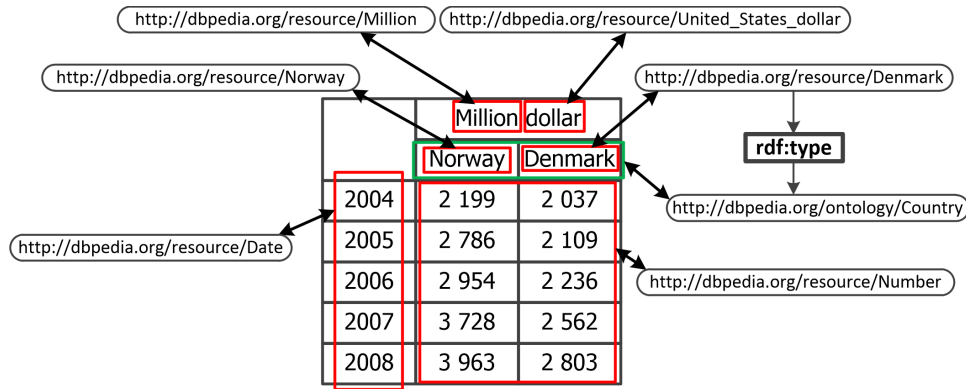 http://dbpedia.org/resource/Million http://dbpedia.org/resource/United_States_dollar
http://dbpedia.org/resource/Norway http://dbpedia.org/resource/Denmark
Million dollar
rdf:type
Norway Denmark
2004 2 199 2 037
http://dbpedia.org/ontology/Country
2005 2 786 2 109
http://dbpedia.org/resource/Date
2006 2 954 2 236
http://dbpedia.org/resource/Number
2007 3 728 2 562
2008 3 963 2 803